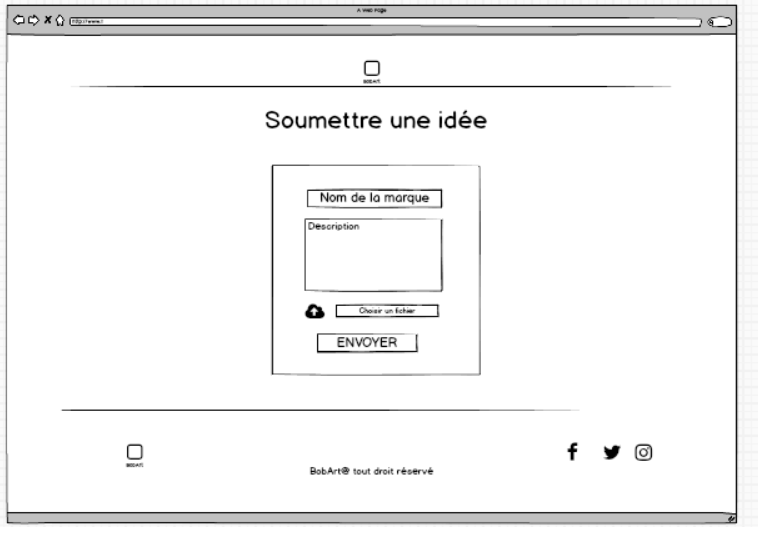 A Web Page
http://www.r
BobArt
Soumettre une idée
Nom de la marque
Description
Choisir un fichier
ENVOYER
BobArt
BobArt® tout droit réservé